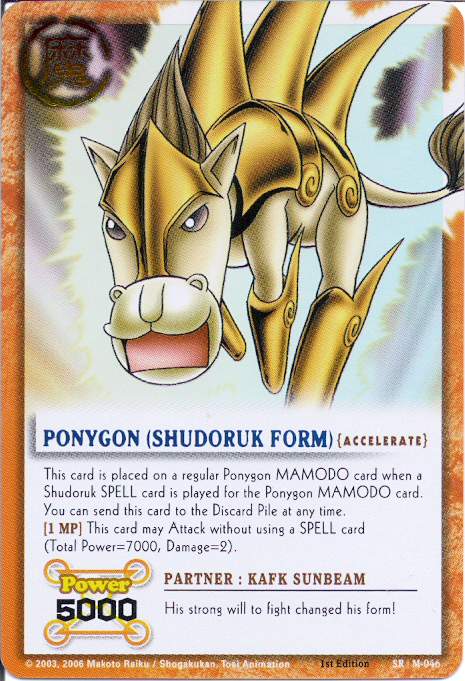 魔
PONYGON (SHUDORUK FORM) {ACCELERATE}
This card is placed on a regular Ponygon MAMODO card when a
Shudoruk SPELL card is played for the Ponygon MAMODO card.
You can send this card to the Discard Pile at any time.
[1 MP] This card may Attack without using a SPELL card
(Total Power=7000, Damage=2).
Power
5000
PARTNER : KAFK SUNBEAM
His strong will to fight changed his form!
© 2003, 2006 Makoto Raiku / Shogakukan, Toei Animation
1st Edition
SR : M-046